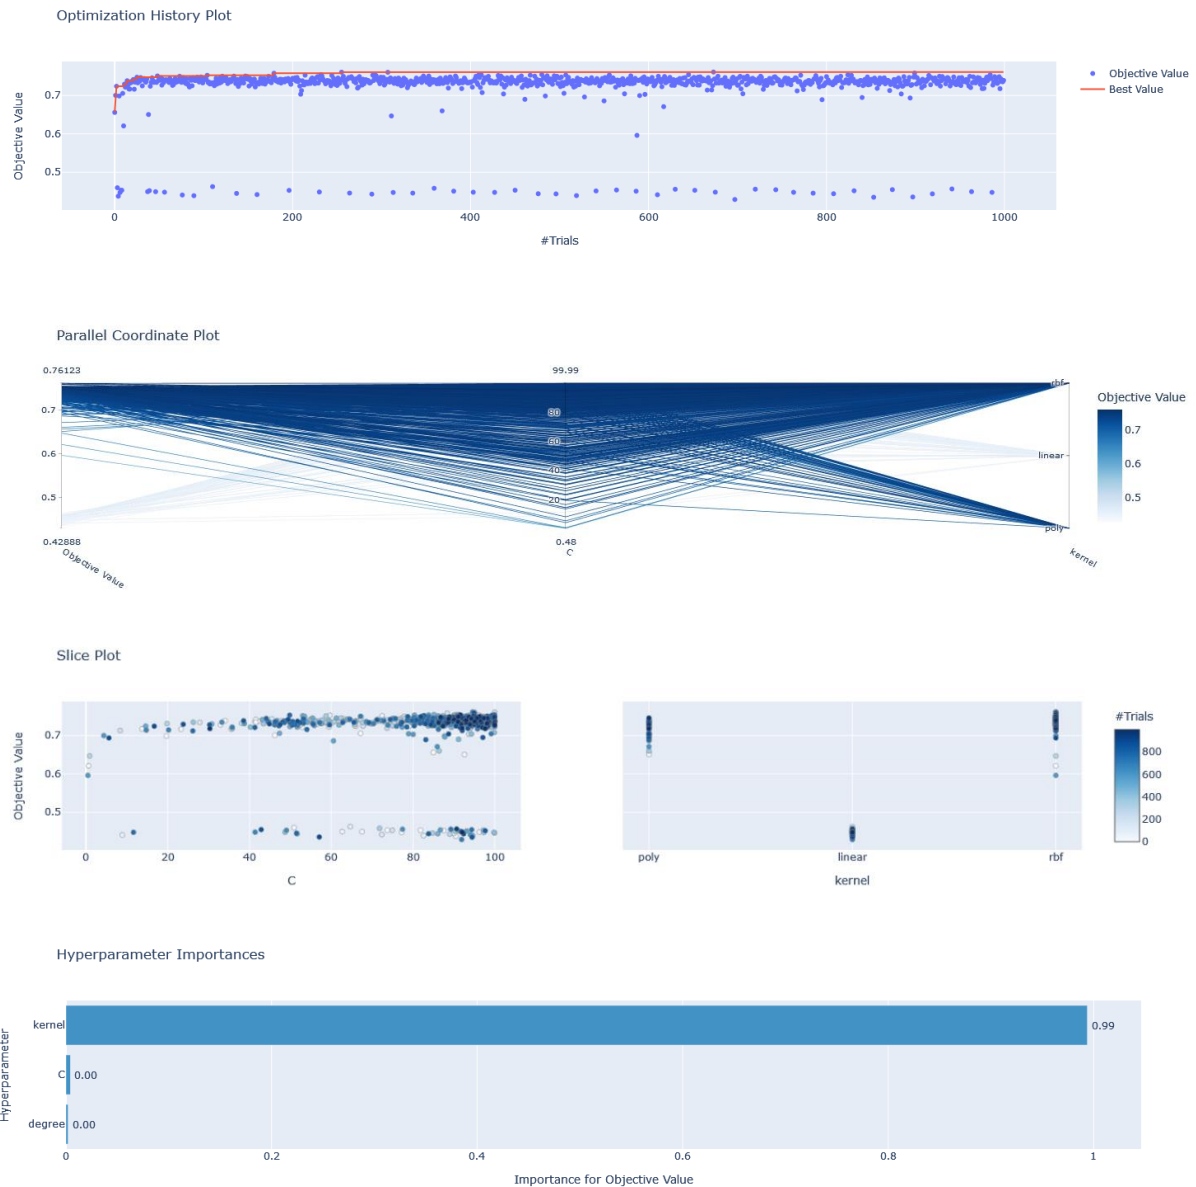 Optimization History Plot
Objective Value
0.7
0.6
0.5
0
200
400
600
800
1000
#Trials
Objective Value
Best Value
Parallel Coordinate Plot
0.76123
99.99
0.7
0.6
0.5
0.42888
Objective Value
80
60
40
20
0.48
C
rbf
linear
poly
kernel
Objective Value
0.7
0.6
0.5
Slice Plot
Objective Value
0.7
0.6
0.5
0
20
40
60
80
100
C
poly
linear
rbf
kernel
#Trials
800
600
400
200
0
Hyperparameter Importances
Hyperparameter
kernel
0.99
C
0.00
degree
0.00
0
0.2
0.4
0.6
0.8
1
Importance for Objective Value